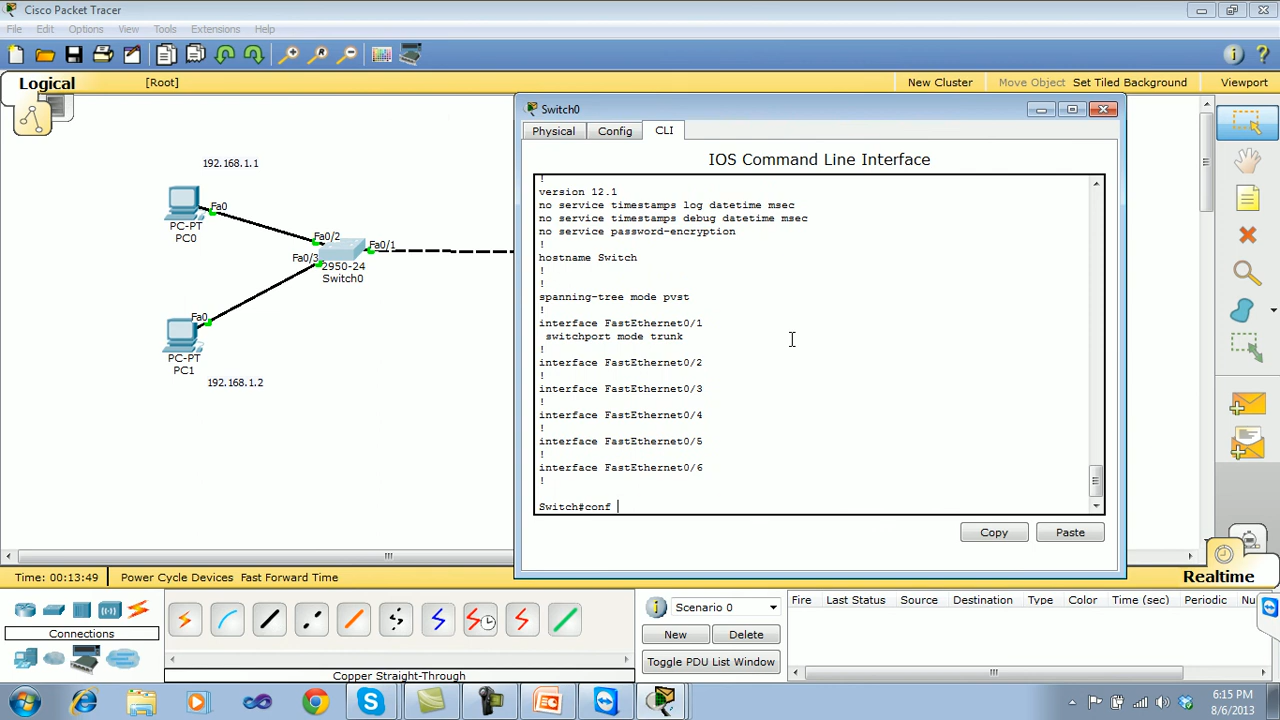 Cisco Packet Tracer
File Edit Options View Tools Extensions Help
Logical [Root] New Cluster Move Object Set Tiled Background Viewport
192.168.1.1
Fa0
PC-PT
PC0
Fa0/2
Fa0/1
Fa0/3
2950-24
Switch0
Fa0
PC-PT
PC1
192.168.1.2
Switch0
Physical Config CLI
IOS Command Line Interface
!
version 12.1
no service timestamps log datetime msec
no service timestamps debug datetime msec
no service password-encryption
!
hostname Switch
!
!
spanning-tree mode pvst
!
interface FastEthernet0/1
switchport mode trunk
!
interface FastEthernet0/2
!
interface FastEthernet0/3
!
interface FastEthernet0/4
!
interface FastEthernet0/5
!
interface FastEthernet0/6
!
Switch#conf
Copy Paste
Time: 00:13:49 Power Cycle Devices Fast Forward Time Realtime
Connections
Copper Straight-Through
Scenario 0
New Delete
Toggle PDU List Window
Fire Last Status Source Destination Type Color Time (sec) Periodic Nu
6:15 PM
8/6/2013